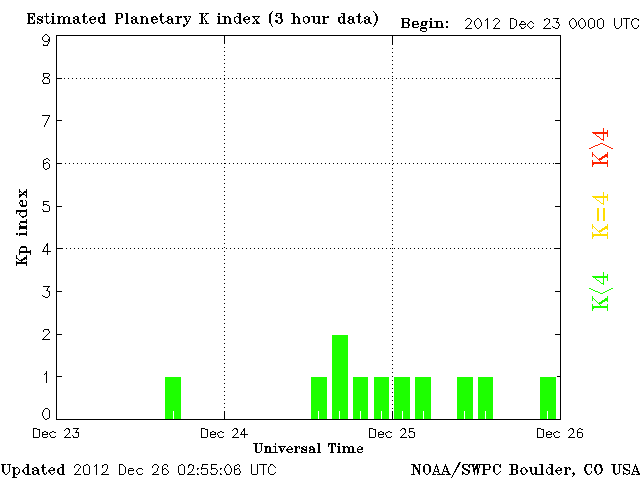 Estimated Planetary K index (3 hour data)
Begin: 2012 Dec 23 0000 UTC
9
8
7
6
5
4
3
2
1
0
Kp index
K>4
K=4
K<4
Dec 23
Dec 24
Dec 25
Dec 26
Universal Time
Updated 2012 Dec 26 02:55:06 UTC
NOAA/SWPC Boulder, CO USA